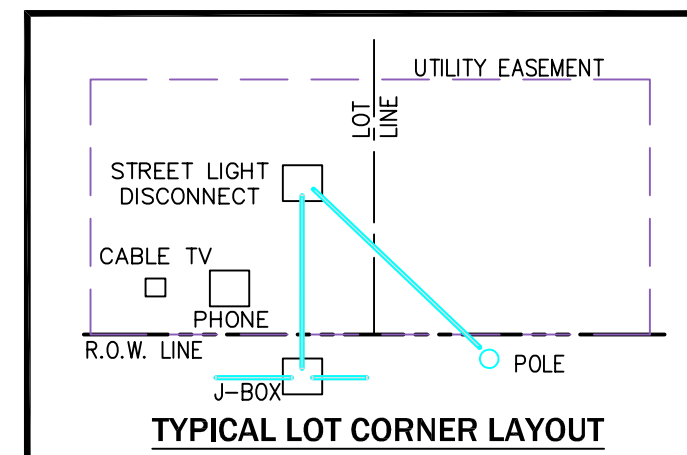 UTILITY EASEMENT
LOT
LINE
STREET LIGHT
DISCONNECT
CABLE TV
PHONE
R.O.W. LINE
POLE
J-BOX
TYPICAL LOT CORNER LAYOUT